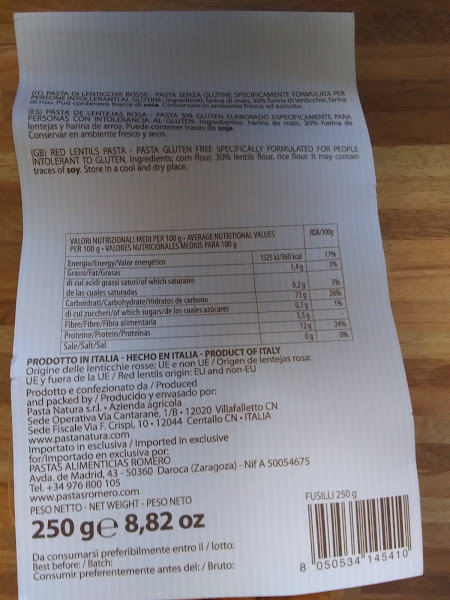 (IT) PASTA DI LENTICCHIE ROSSE - PASTA SENZA GLUTINE SPECIFICAMENTE FORMULATA PER
PERSONE INTOLLERANTI AL GLUTINE. Ingredienti: farina di mais, 30% farina di lenticchie, farina
di riso. Può contenere tracce di soia. Conservare in ambiente fresco ed asciutto.
(ES) PASTA DE LENTEJAS ROSA - PASTA SIN GLUTEN ELABORADO ESPECÍFICAMENTE PARA
PERSONAS CON INTOLERANCIA AL GLUTEN. Ingredientes: harina de maíz, 30% harina de
lentejas y harina de arroz. Puede contener trazas de soja.
Conservar en ambiente fresco y seco.
(GB) RED LENTILS PASTA - PASTA GLUTEN FREE SPECIFICALLY FORMULATED FOR PEOPLE
INTOLERANT TO GLUTEN. Ingredients: corn flour, 30% lentils flour, rice flour. It may contain
traces of soy. Store in a cool and dry place.
VALORI NUTRIZIONALI MEDI PER 100 g • AVERAGE NUTRITIONAL VALUES
PER 100 g • VALORES NUTRICIONALES MEDIOS PARA 100 g
RDA/100g
Energia/Energy/Valor energético 1525 kJ/360 kcal 17%
Grassi/Fat/Grasas 1,4g 3%
di cui acidi grassi saturi/of which saturates
de las cuales saturadas 0,2g 3%
Carboidrati/Carbohydrate/Hidratos de carbono 73g 26%
di cui zuccheri/of which sugars/de los cuales azúcares 0,7g 1%
Fibre/Fibre/Fibra alimentaria 3,5g -
Proteine/Protein/Proteínas 12g 24%
Sale/Salt/Sal 0g 0%
PRODOTTO IN ITALIA - HECHO EN ITALIA - PRODUCT OF ITALY
Origine delle lenticchie rosse: UE e non UE / Origen de lentejas rosa:
UE y fuera de la UE / Red lentils origin: EU and non-EU
Prodotto e confezionato da / Produced
and packed by / Producido y envasado por:
Pasta Natura s.r.l. • Azienda agricola
Sede Operativa Via Cantarane, 1/B • 12020 Villafalletto CN
Sede Fiscale Via F. Crispi, 10 • 12044 Centallo CN • ITALIA
www.pastanatura.com
Importato in esclusiva / Imported in exclusive
for/Importado en exclusiva por:
PASTAS ALIMENTICIAS ROMERO
Avda. de Madrid, 43 - 50360 Daroca (Zaragoza) - Nif A 50054675
Tel. +34 976 800 105
www.pastasromero.com
PESO NETTO - NET WEIGHT - PESO NETO
250 g e 8,82 oz
FUSILLI 250 g
Da consumarsi preferibilmente entro il / lotto:
Best before: / Batch:
Consumir preferentemente antes del: / Bruto:
8 050534 145410